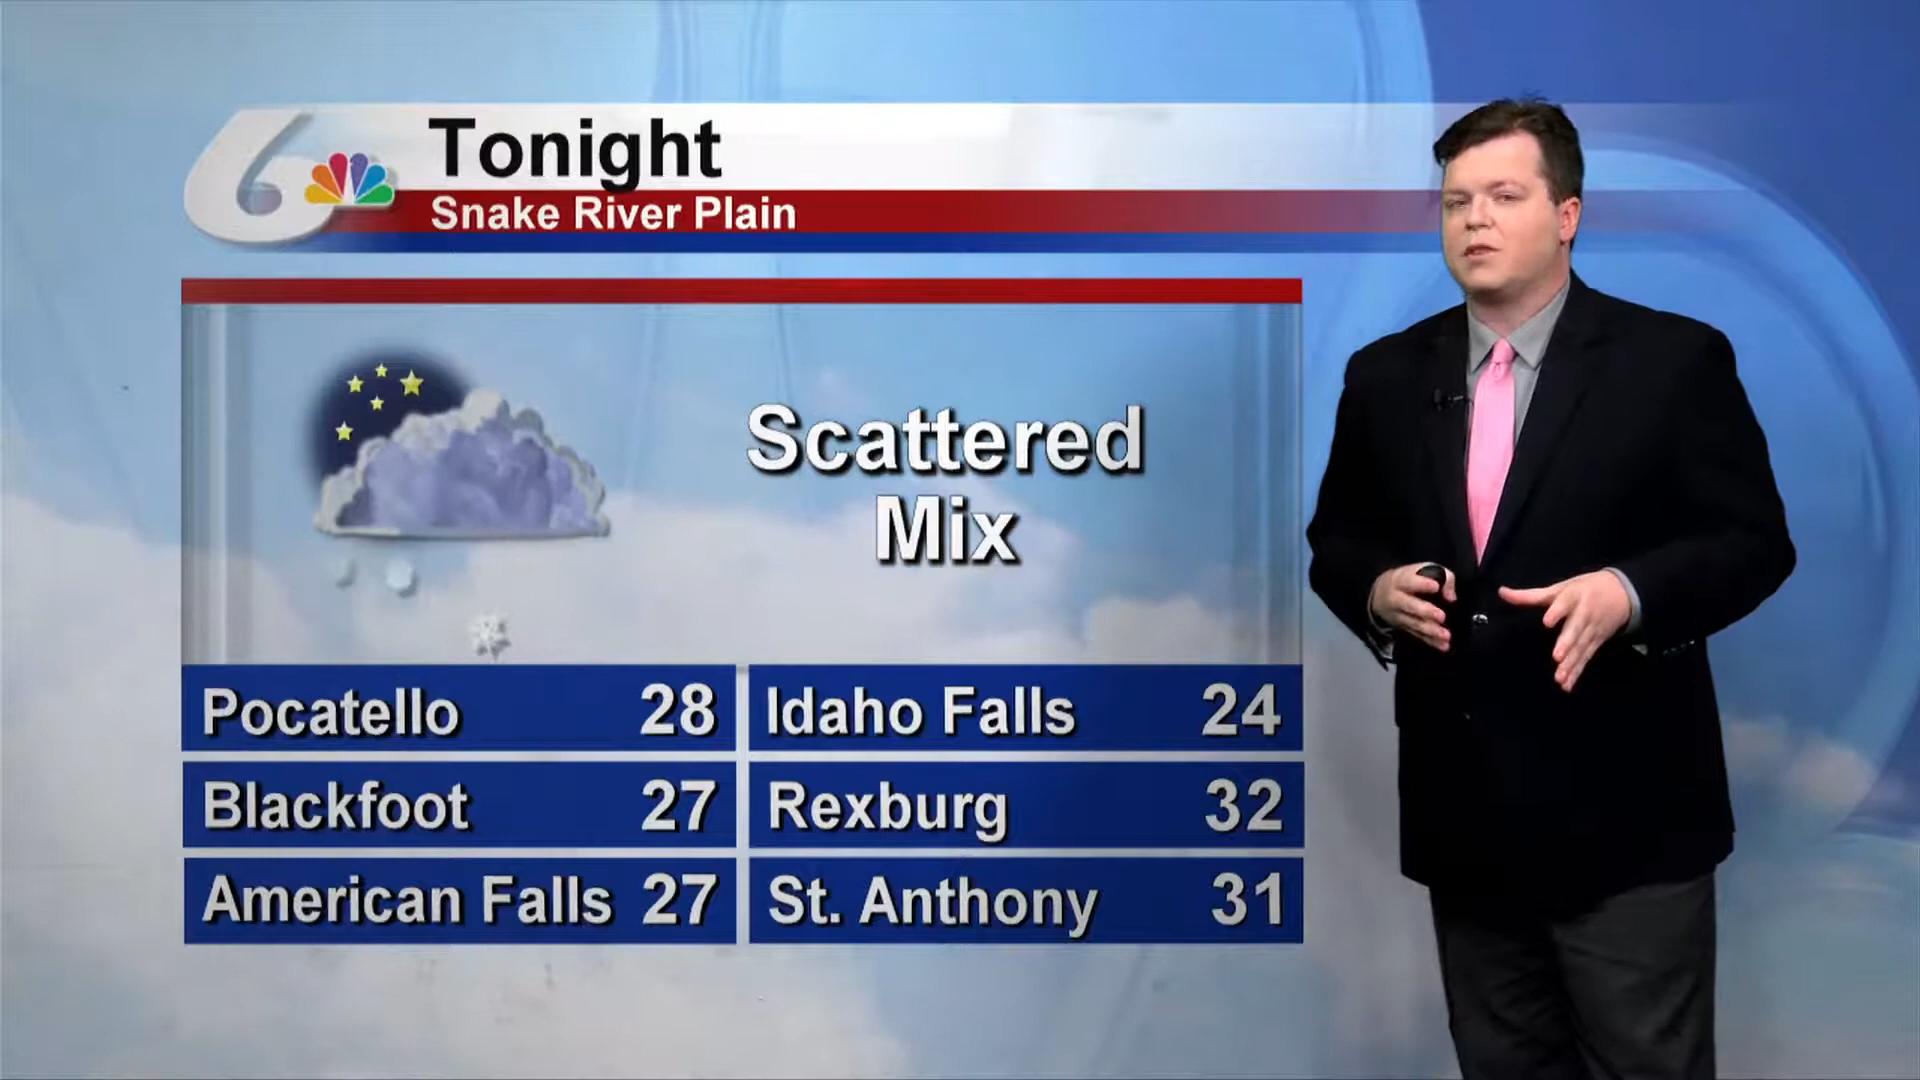 6
Tonight
Snake River Plain
Scattered
Mix
Pocatello 28
Idaho Falls 24
Blackfoot 27
Rexburg 32
American Falls 27
St. Anthony 31